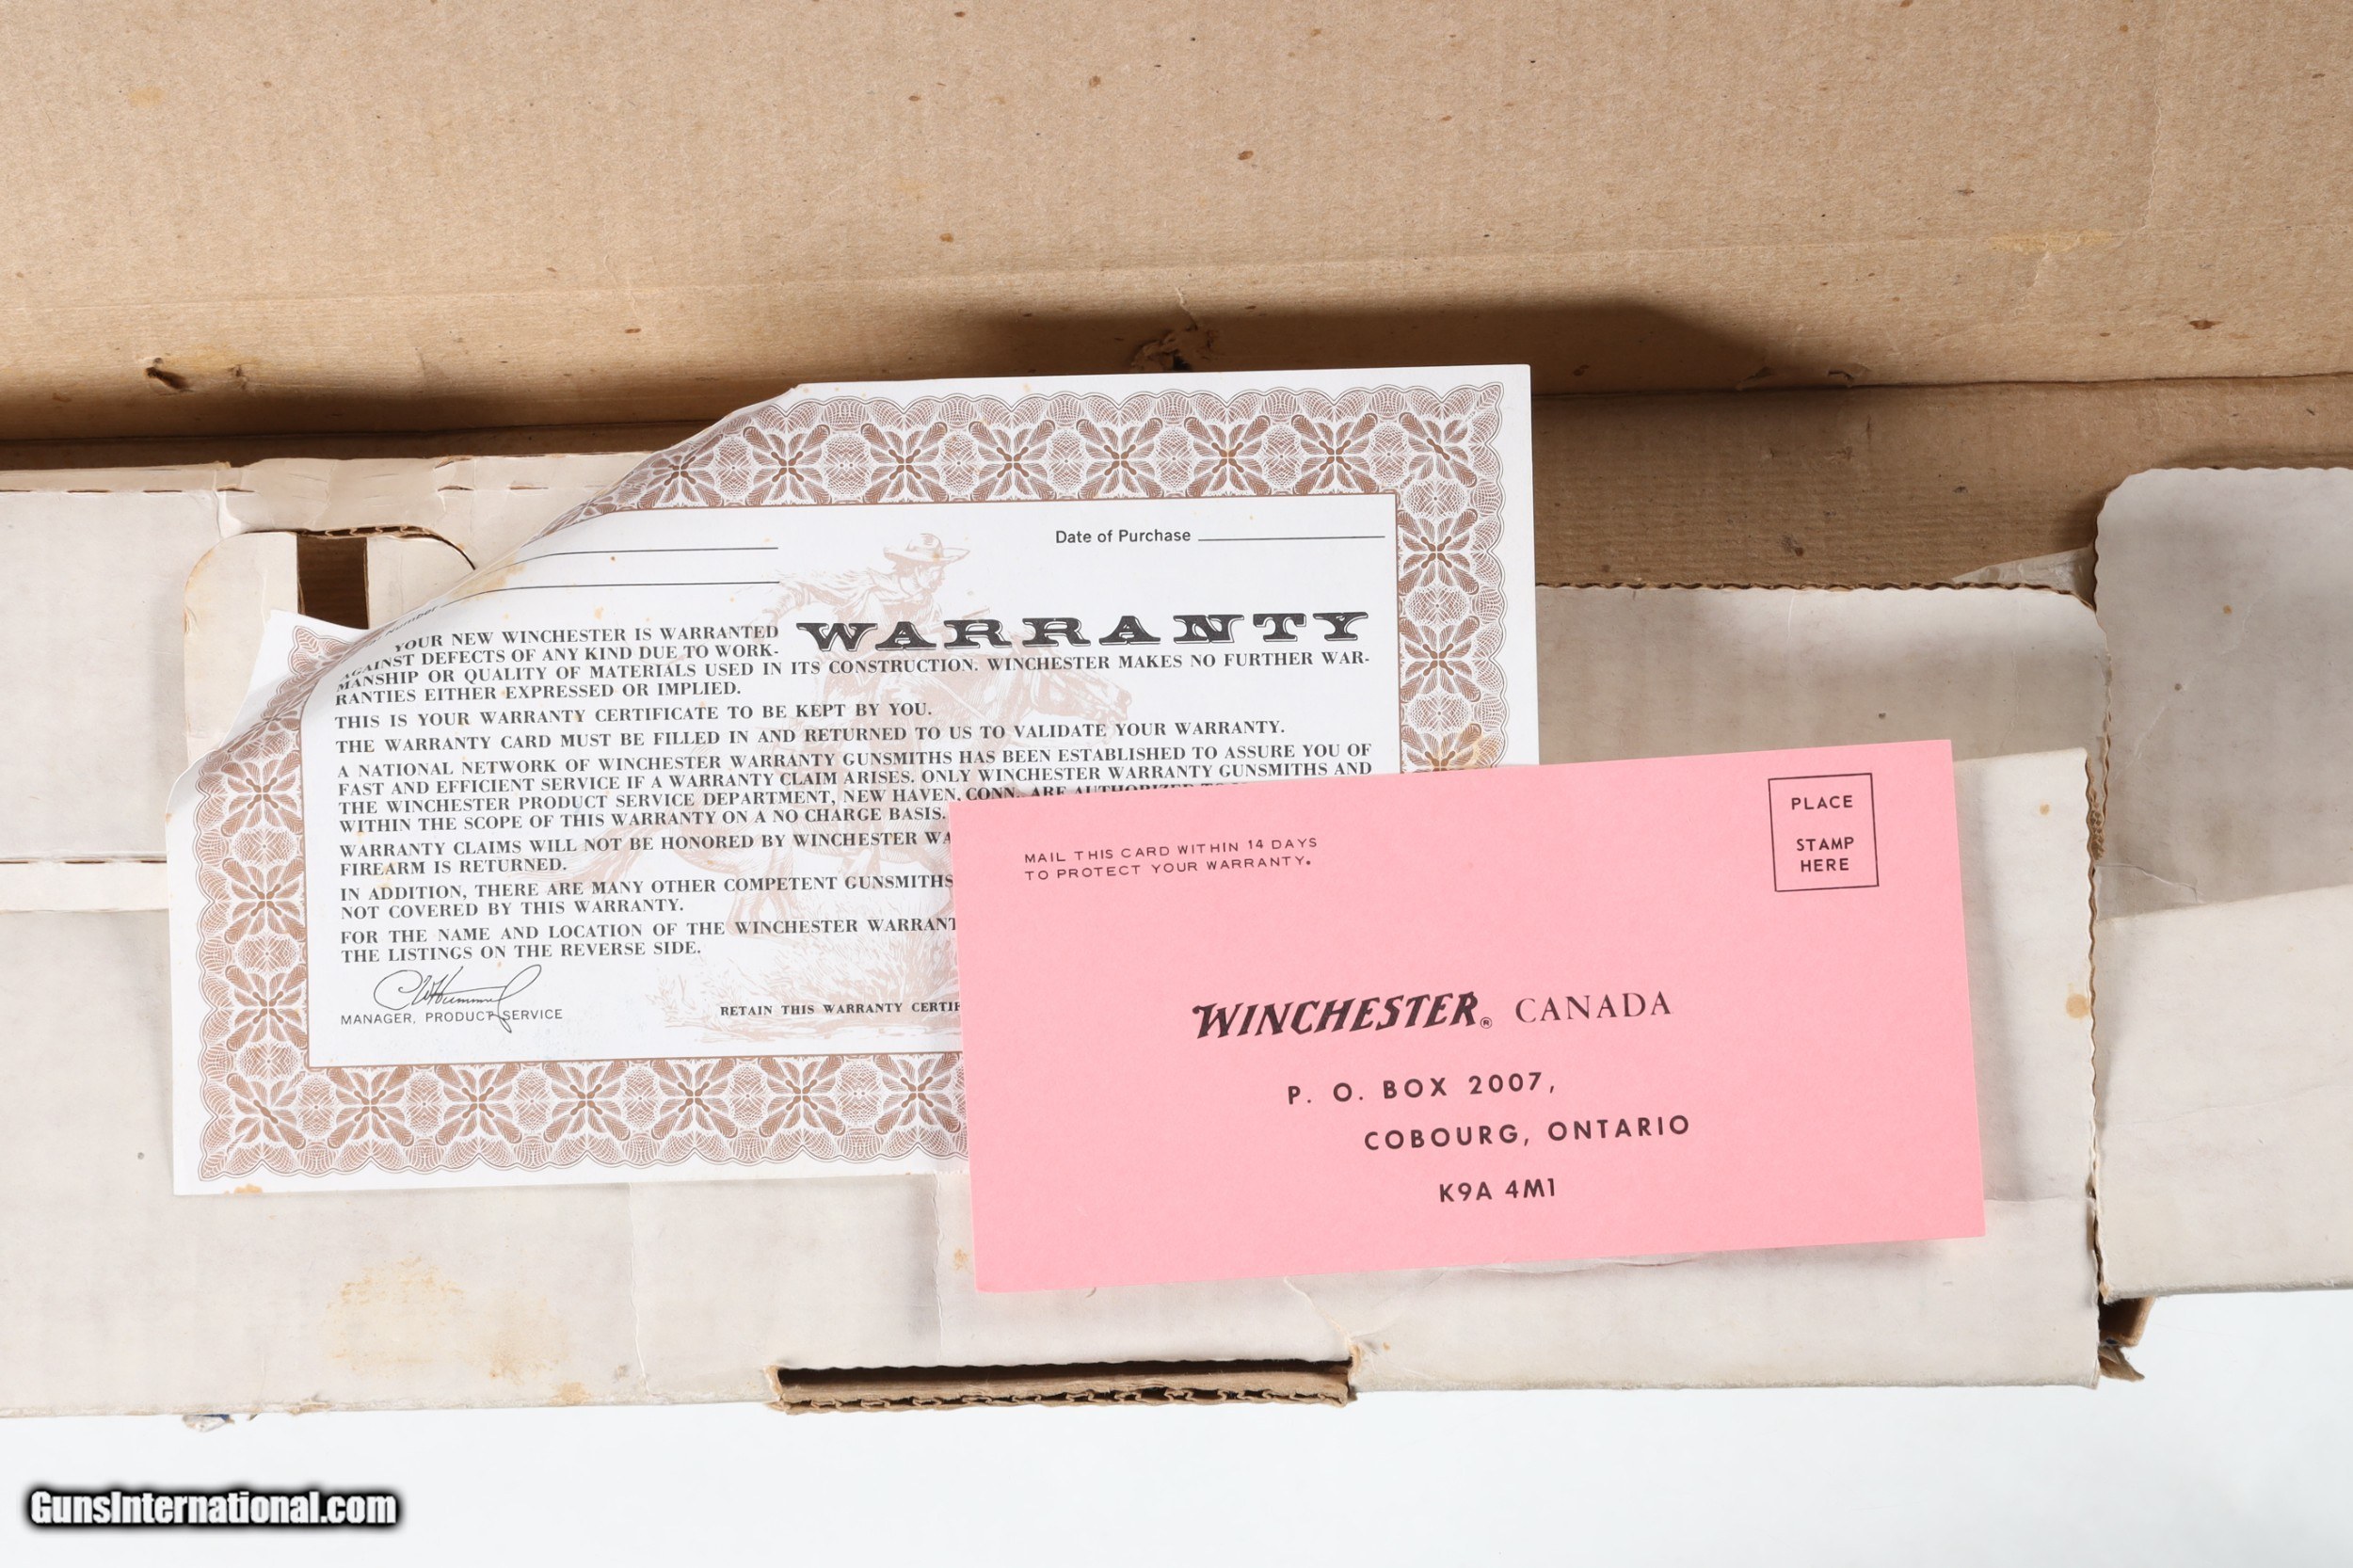 Date of Purchase
Number
WARRANTY
YOUR NEW WINCHESTER IS WARRANTED
AGAINST DEFECTS OF ANY KIND DUE TO WORK-
MANSHIP OR QUALITY OF MATERIALS USED IN ITS CONSTRUCTION. WINCHESTER MAKES NO FURTHER WAR-
RANTIES EITHER EXPRESSED OR IMPLIED.
THIS IS YOUR WARRANTY CERTIFICATE TO BE KEPT BY YOU.
THE WARRANTY CARD MUST BE FILLED IN AND RETURNED TO US TO VALIDATE YOUR WARRANTY.
A NATIONAL NETWORK OF WINCHESTER WARRANTY GUNSMITHS HAS BEEN ESTABLISHED TO ASSURE YOU OF
FAST AND EFFICIENT SERVICE IF A WARRANTY CLAIM ARISES. ONLY WINCHESTER WARRANTY GUNSMITHS AND
THE WINCHESTER PRODUCT SERVICE DEPARTMENT, NEW HAVEN, CONN. ARE AUTHORIZED
WITHIN THE SCOPE OF THIS WARRANTY ON A NO CHARGE BASIS.
WARRANTY CLAIMS WILL NOT BE HONORED BY WINCHESTER WA
FIREARM IS RETURNED.
IN ADDITION, THERE ARE MANY OTHER COMPETENT GUNSMITHS
NOT COVERED BY THIS WARRANTY.
FOR THE NAME AND LOCATION OF THE WINCHESTER WARRANT
THE LISTINGS ON THE REVERSE SIDE.
MANAGER, PRODUCT SERVICE
RETAIN THIS WARRANTY CERTIF
MAIL THIS CARD WITHIN 14 DAYS
TO PROTECT YOUR WARRANTY.
PLACE
STAMP
HERE
WINCHESTER® CANADA
P. O. BOX 2007,
COBOURG, ONTARIO
K9A 4M1
GunsInternational.com